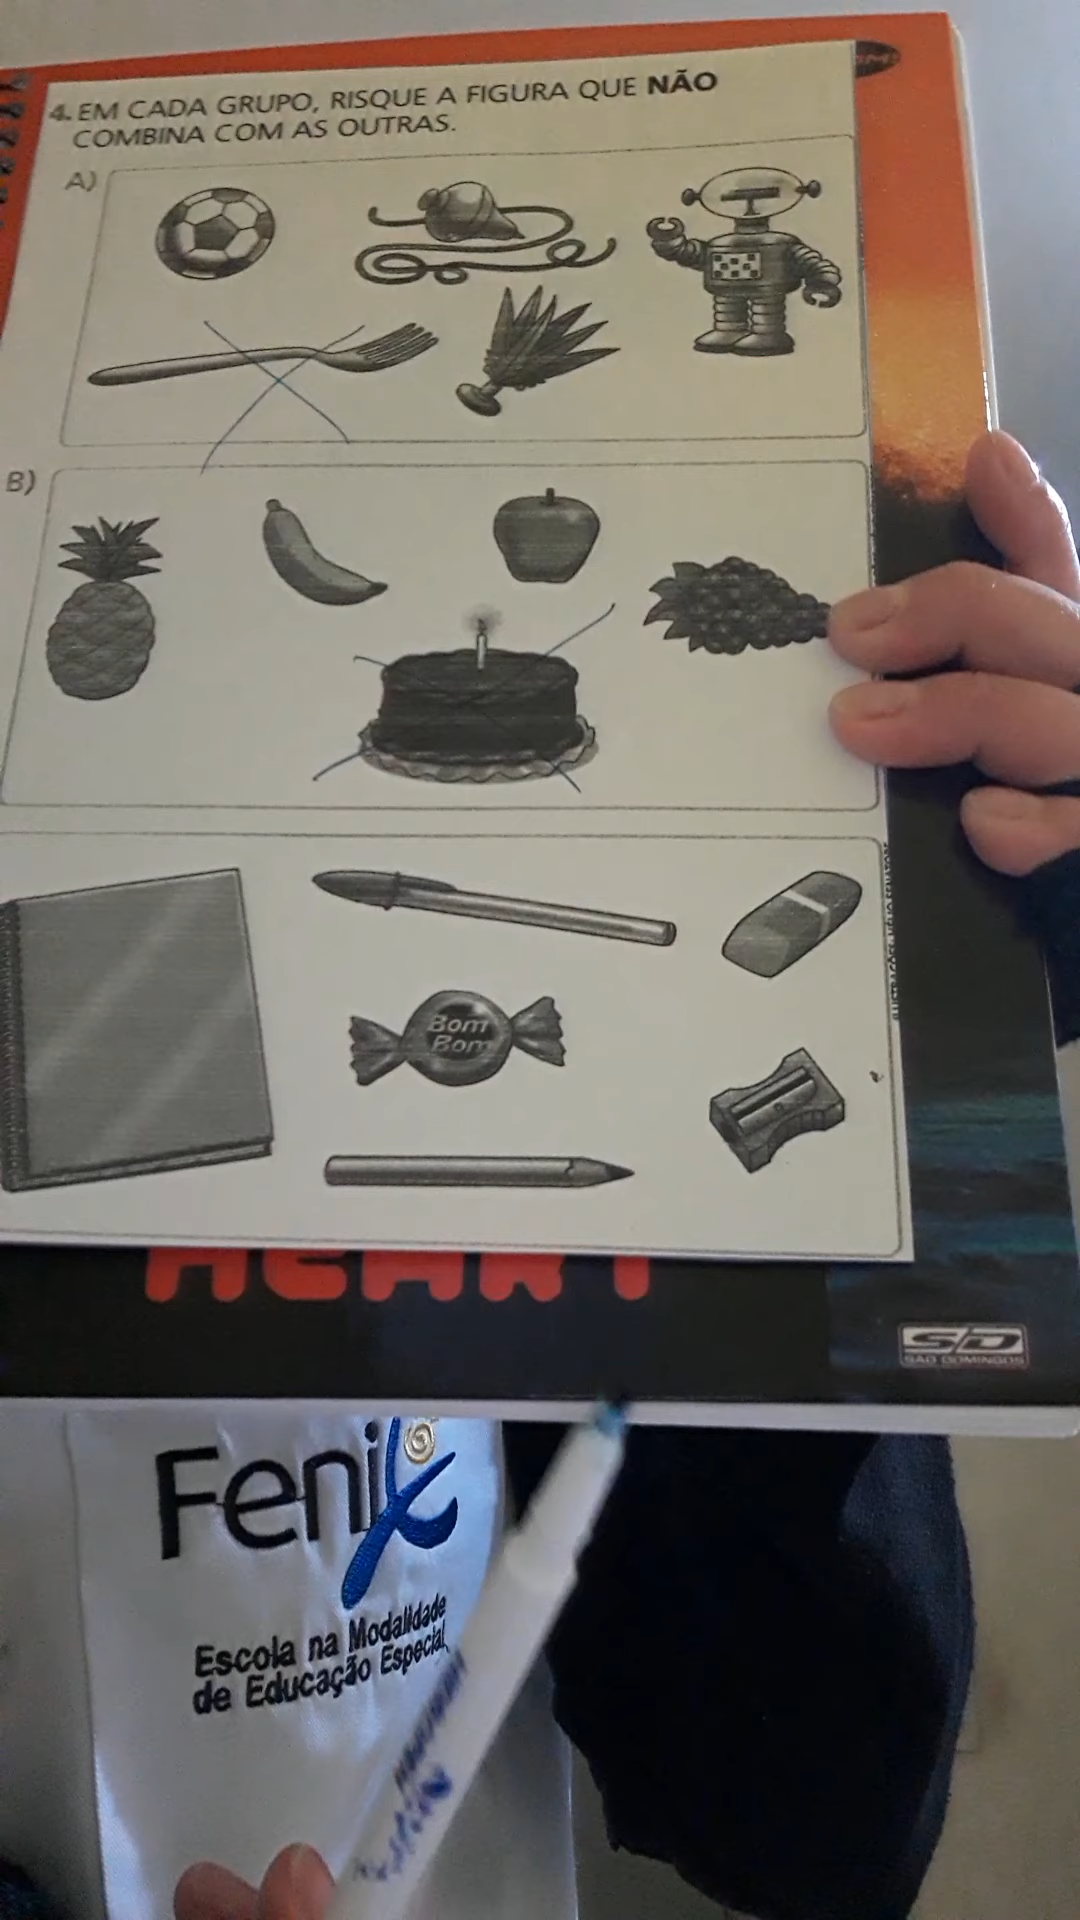 4. EM CADA GRUPO, RISQUE A FIGURA QUE NÃO
COMBINA COM AS OUTRAS.
A)
B)
Bom
Bom
HEART
S/D
SÃO DOMINGOS
Fenix
Escola na Modalidade
de Educação Especial